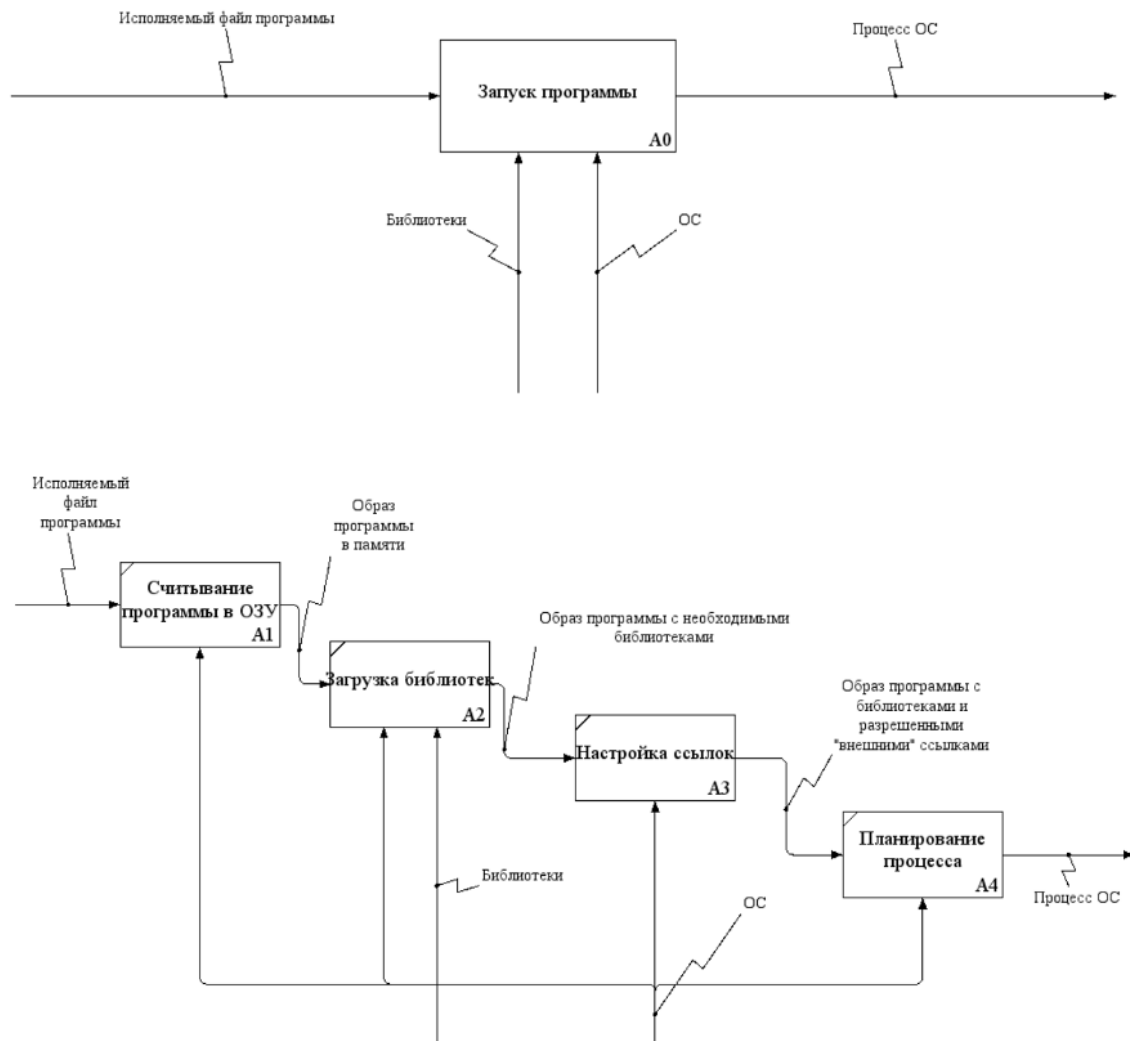 Исполняемый файл программы
Процесс ОС
Запуск программы
A0
Библиотеки
ОС
Исполняемый
файл
программы
Образ
программы
в памяти
Считывание
программы в ОЗУ
A1
Образ программы с необходимыми
библиотеками
Загрузка библиотек
A2
Образ программы с
библиотеками и
разрешенными
"внешними" ссылками
Настройка ссылок
A3
Планирование
процесса
A4
Библиотеки
Процесс ОС
ОС